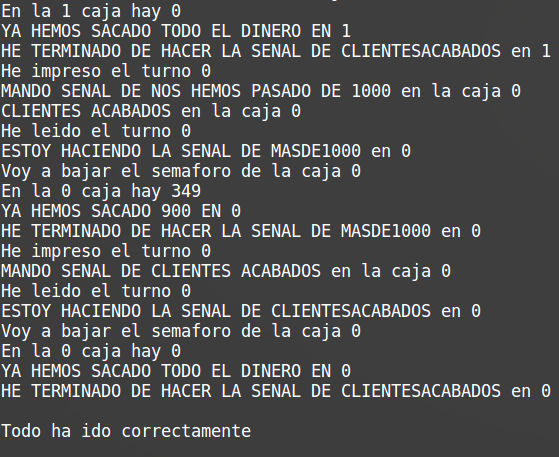 En la 1 caja hay 0
YA HEMOS SACADO TODO EL DINERO EN 1
HE TERMINADO DE HACER LA SENAL DE CLIENTESACABADOS en 1
He impreso el turno 0
MANDO SENAL DE NOS HEMOS PASADO DE 1000 en la caja 0
CLIENTES ACABADOS en la caja 0
He leido el turno 0
ESTOY HACIENDO LA SENAL DE MASDE1000 en 0
Voy a bajar el semaforo de la caja 0
En la 0 caja hay 349
YA HEMOS SACADO 900 EN 0
HE TERMINADO DE HACER LA SENAL DE MASDE1000 en 0
He impreso el turno 0
MANDO SENAL DE CLIENTES ACABADOS en la caja 0
He leido el turno 0
ESTOY HACIENDO LA SENAL DE CLIENTESACABADOS en 0
Voy a bajar el semaforo de la caja 0
En la 0 caja hay 0
YA HEMOS SACADO TODO EL DINERO EN 0
HE TERMINADO DE HACER LA SENAL DE CLIENTESACABADOS en 0
Todo ha ido correctamente